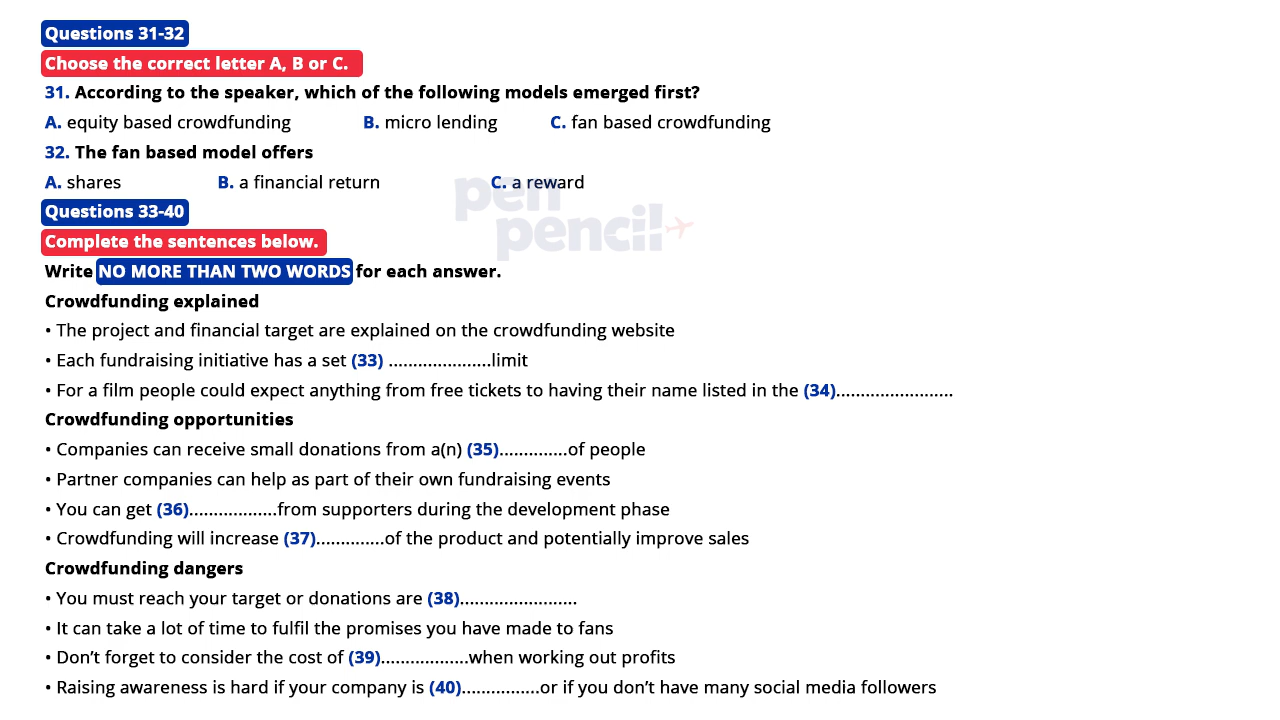 Questions 31-32
Choose the correct letter A, B or C.
31. According to the speaker, which of the following models emerged first?
A. equity based crowdfunding B. micro lending C. fan based crowdfunding
32. The fan based model offers
A. shares B. a financial return C. a reward
pen
pencil
Questions 33-40
Complete the sentences below.
Write NO MORE THAN TWO WORDS for each answer.
Crowdfunding explained
• The project and financial target are explained on the crowdfunding website
• Each fundraising initiative has a set (33) .....................limit
• For a film people could expect anything from free tickets to having their name listed in the (34)........................
Crowdfunding opportunities
• Companies can receive small donations from a(n) (35)..............of people
• Partner companies can help as part of their own fundraising events
• You can get (36)..................from supporters during the development phase
• Crowdfunding will increase (37)..............of the product and potentially improve sales
Crowdfunding dangers
• You must reach your target or donations are (38)........................
• It can take a lot of time to fulfil the promises you have made to fans
• Don’t forget to consider the cost of (39)..................when working out profits
• Raising awareness is hard if your company is (40)................or if you don’t have many social media followers